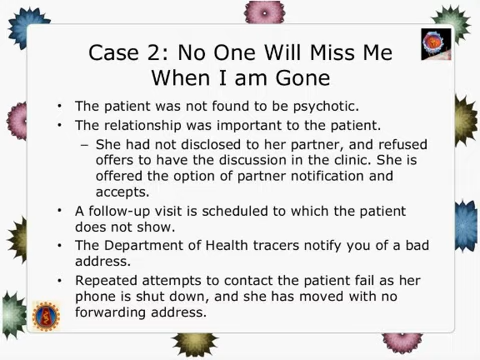 Case 2: No One Will Miss Me
When I am Gone
• The patient was not found to be psychotic.
• The relationship was important to the patient.
– She had not disclosed to her partner, and refused
offers to have the discussion in the clinic. She is
offered the option of partner notification and
accepts.
• A follow-up visit is scheduled to which the patient
does not show.
• The Department of Health tracers notify you of a bad
address.
• Repeated attempts to contact the patient fail as her
phone is shut down, and she has moved with no
forwarding address.